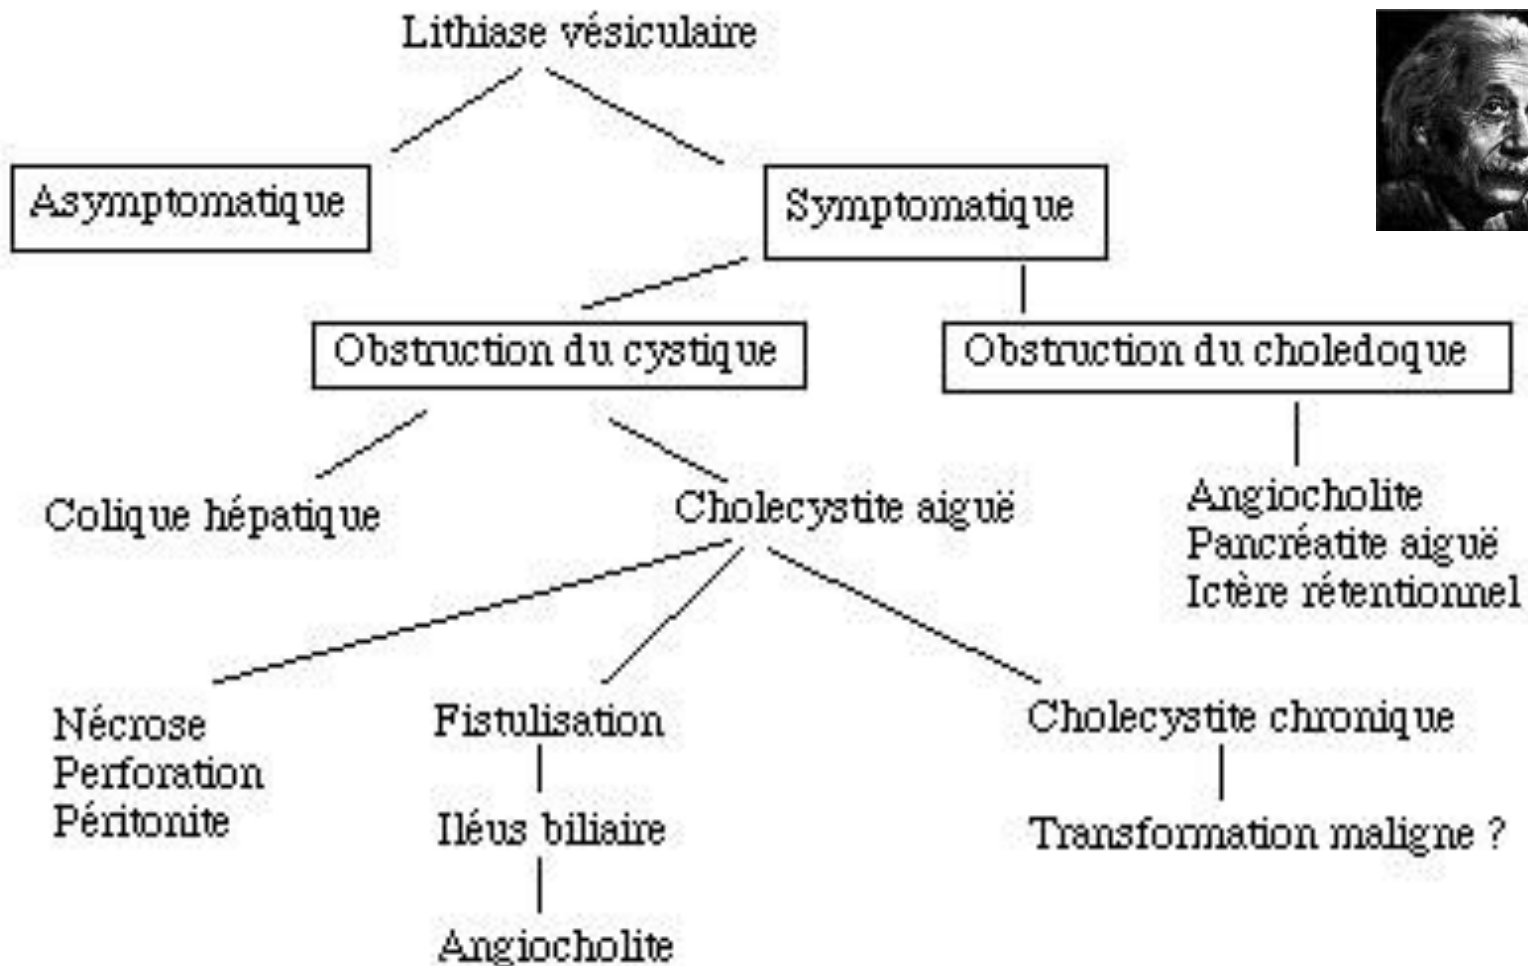 Lithiase vésiculaire
Asymptomatique
Symptomatique
Obstruction du cystique
Obstruction du choledoque
Colique hépatique
Cholecystite aiguë
Angiocholite
Pancréatite aiguë
Ictère rétentionnel
Nécrose
Perforation
Péritonite
Fistulisation
Cholecystite chronique
Iléus biliaire
Transformation maligne ?
Angiocholite